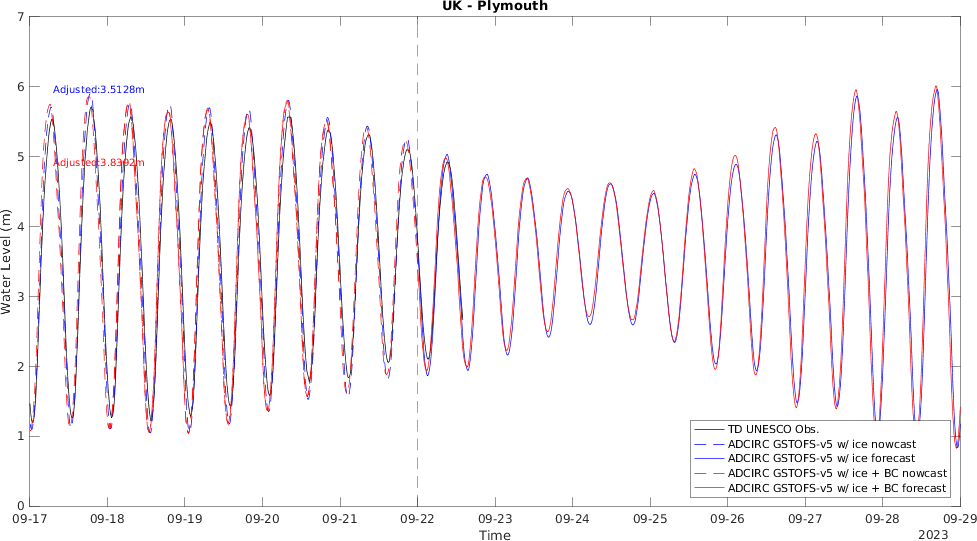 UK - Plymouth
7
6
5
4
3
2
1
0
Water Level (m)
Adjusted:3.5128m
Adjusted:3.8302m
TD UNESCO Obs.
ADCIRC GSTOFS-v5 w/ ice nowcast
ADCIRC GSTOFS-v5 w/ ice forecast
ADCIRC GSTOFS-v5 w/ ice + BC nowcast
ADCIRC GSTOFS-v5 w/ ice + BC forecast
09-17 09-18 09-19 09-20 09-21 09-22 09-23 09-24 09-25 09-26 09-27 09-28 09-29
Time
2023